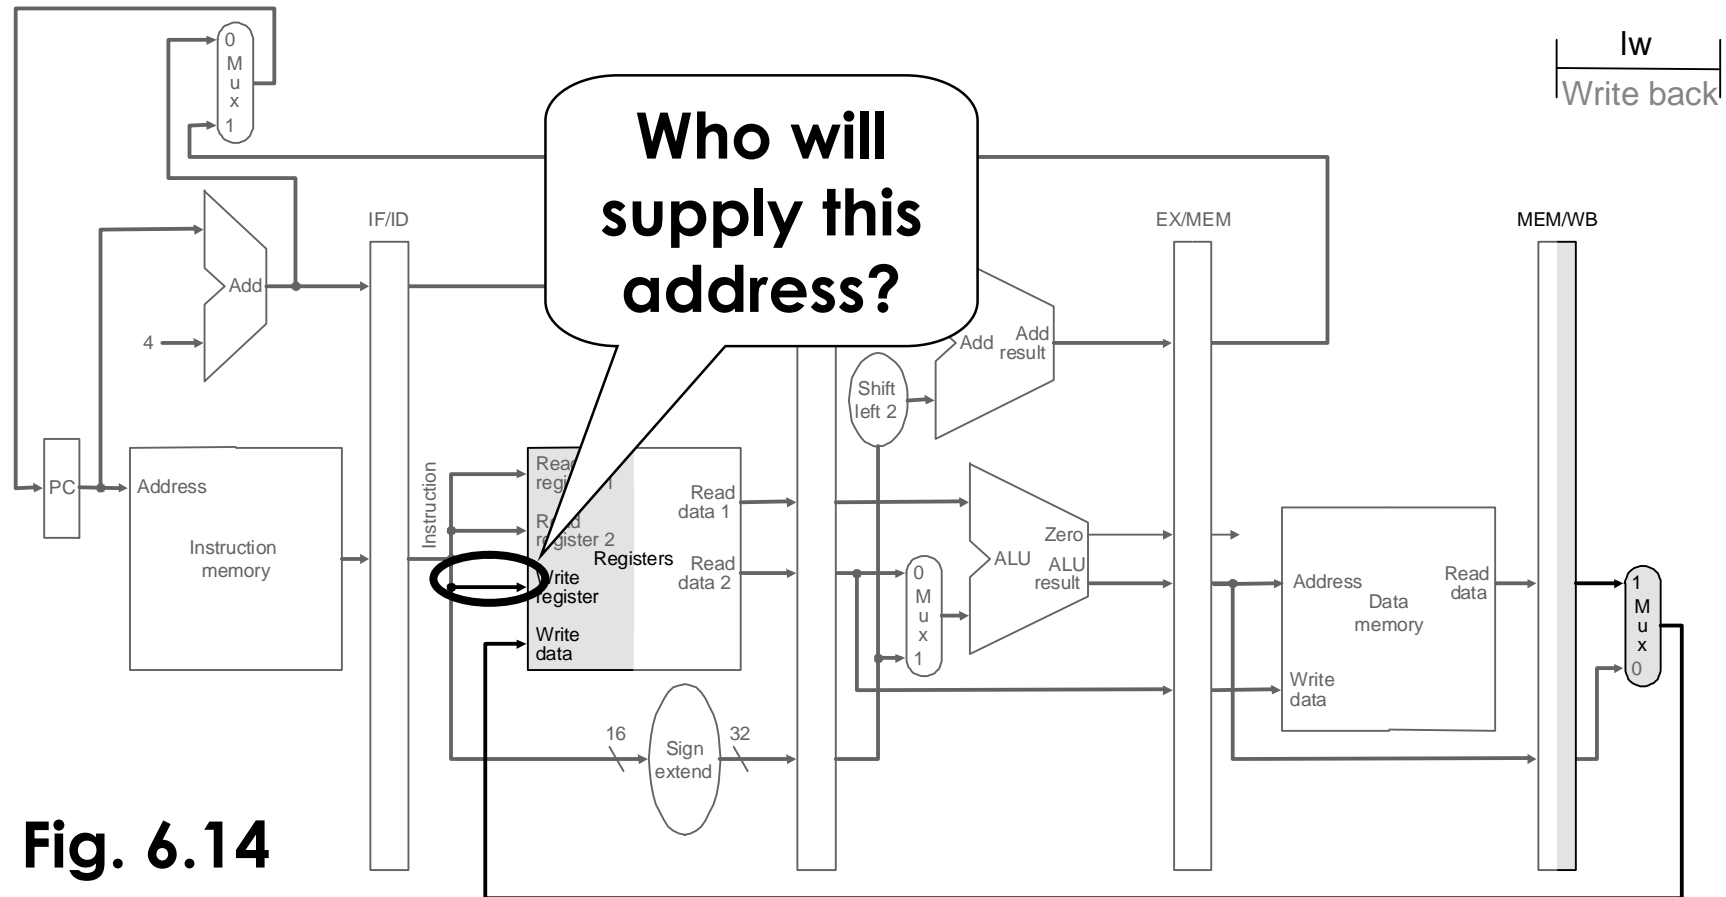 lw
Write back
0
M
u
x
1
Who will
supply this
address?
IF/ID
EX/MEM
MEM/WB
Add
4
Add
Add
result
Shift
left 2
PC
Address
Instruction
memory
Instruction
register 2
Write
register
Write
data
Registers
Read
data 1
Read
data 2
16
Sign
extend
32
0
M
u
x
1
Zero
ALU
ALU
result
Address
Read
data
Data
memory
Write
data
1
M
u
x
0
Fig. 6.14